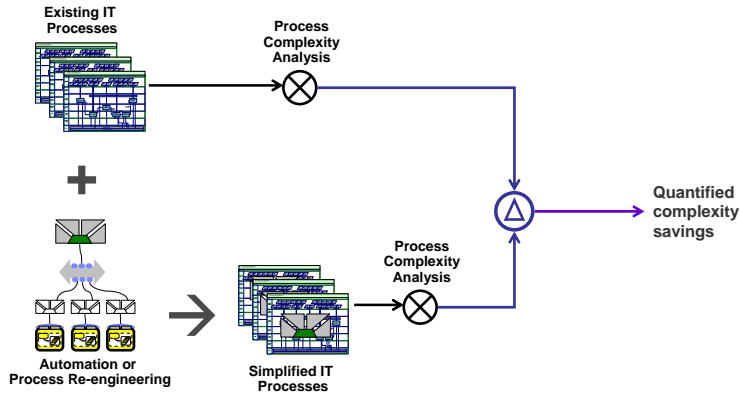 Existing IT
Processes
Process
Complexity
Analysis
+
Δ
Quantified
complexity
savings
Process
Complexity
Analysis
Automation or
Process Re-engineering
Simplified IT
Processes